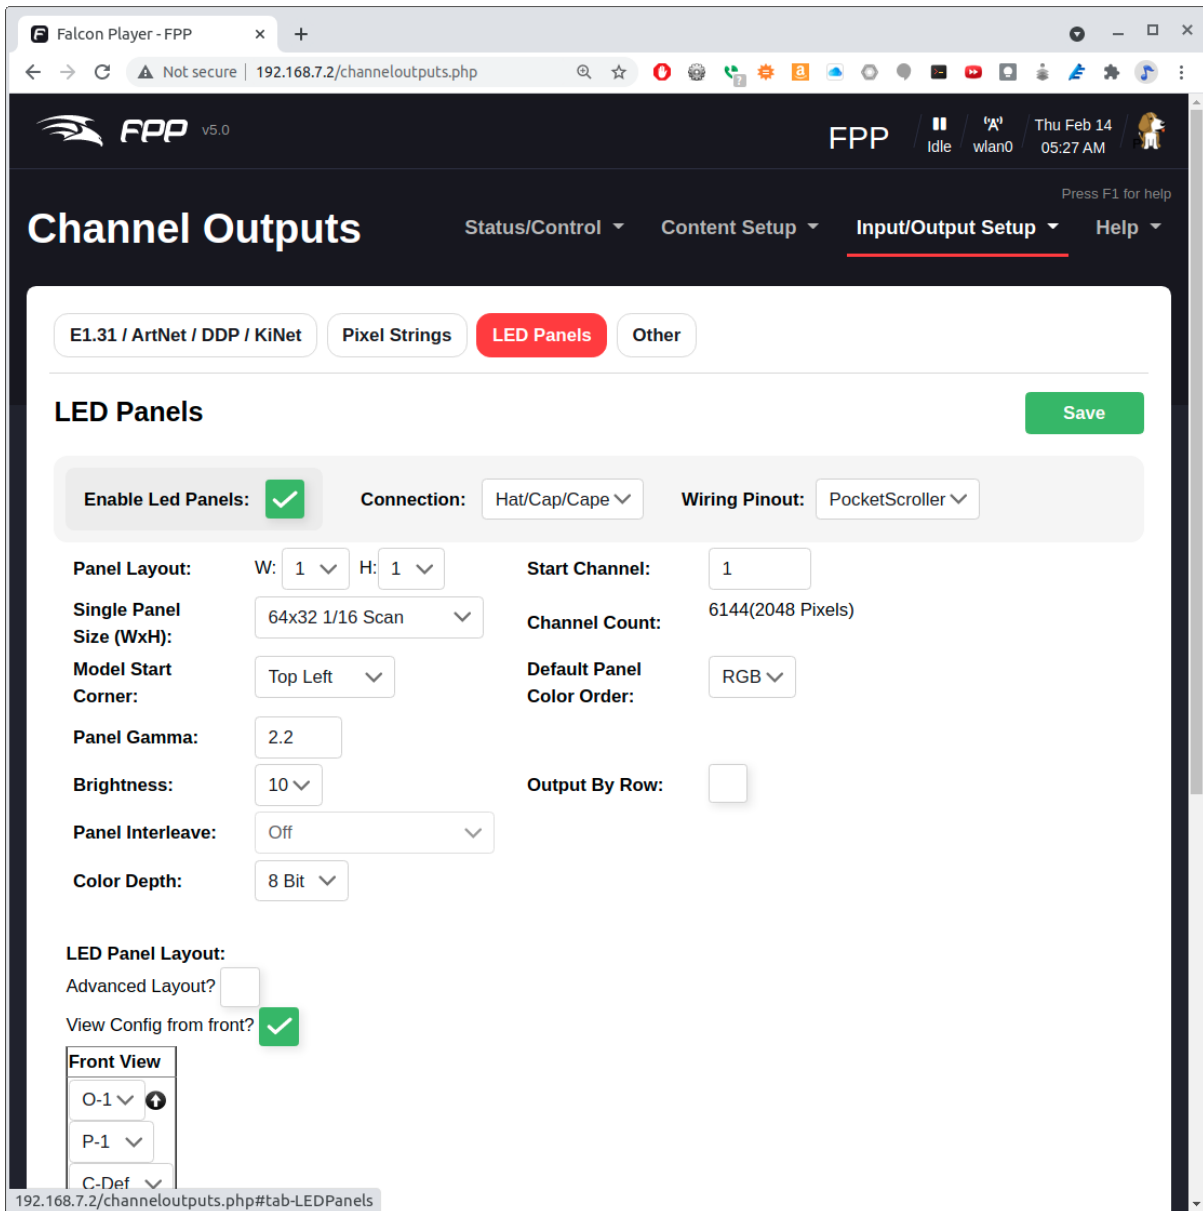 Falcon Player - FPP
Not secure 192.168.7.2/channeloutputs.php
FPP v5.0
FPP
Idle
wlan0
Thu Feb 14
05:27 AM
Press F1 for help
Channel Outputs
Status/Control
Content Setup
Input/Output Setup
Help
E1.31 / ArtNet / DDP / KiNet
Pixel Strings
LED Panels
Other
LED Panels
Save
Enable Led Panels:
Connection: Hat/Cap/Cape
Wiring Pinout: PocketScroller
Panel Layout: W: 1 H: 1
Start Channel: 1
Single Panel
Size (WxH):
64x32 1/16 Scan
Channel Count: 6144(2048 Pixels)
Model Start
Corner:
Top Left
Default Panel
Color Order:
RGB
Panel Gamma: 2.2
Brightness: 10
Output By Row:
Panel Interleave: Off
Color Depth: 8 Bit
LED Panel Layout:
Advanced Layout?
View Config from front?
Front View
O-1
P-1
C-Def
192.168.7.2/channeloutputs.php#tab-LEDPanels